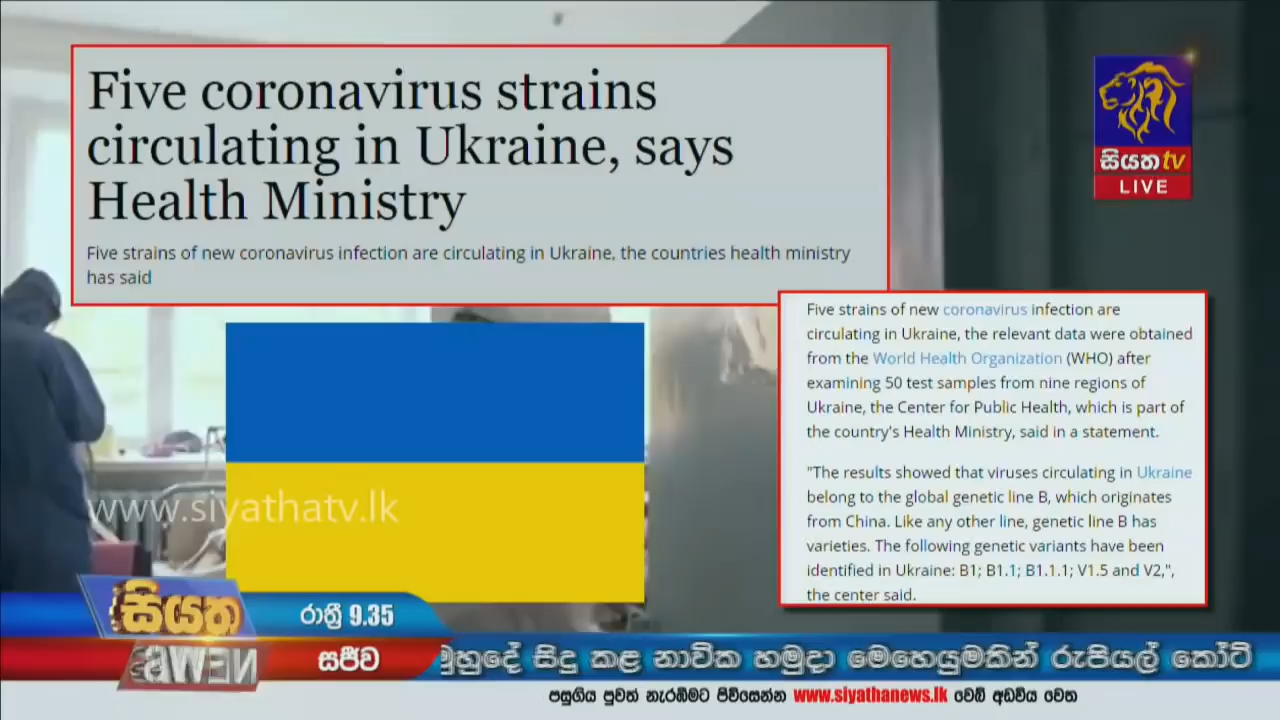 Five coronavirus strains
circulating in Ukraine, says
Health Ministry
Five strains of new coronavirus infection are circulating in Ukraine, the countries health ministry
has said
සියත tv
LIVE
Five strains of new coronavirus infection are
circulating in Ukraine, the relevant data were obtained
from the World Health Organization (WHO) after
examining 50 test samples from nine regions of
Ukraine, the Center for Public Health, which is part of
the country's Health Ministry, said in a statement.
"The results showed that viruses circulating in Ukraine
belong to the global genetic line B, which originates
from China. Like any other line, genetic line B has
varieties. The following genetic variants have been
identified in Ukraine: B1; B1.1; B1.1.1; V1.5 and V2,",
the center said.
www.siyathatv.lk
සියත
රාත්‍රී 9.35
NEWS
සජීව
සිදු කළ නාවික හමුදා මෙහෙයුමකින් රුපියල් කෝටි
පසුගිය පුවත් නැරඹීමට පිවිසෙන්න www.siyathanews.lk වෙබ් අඩවිය වෙත